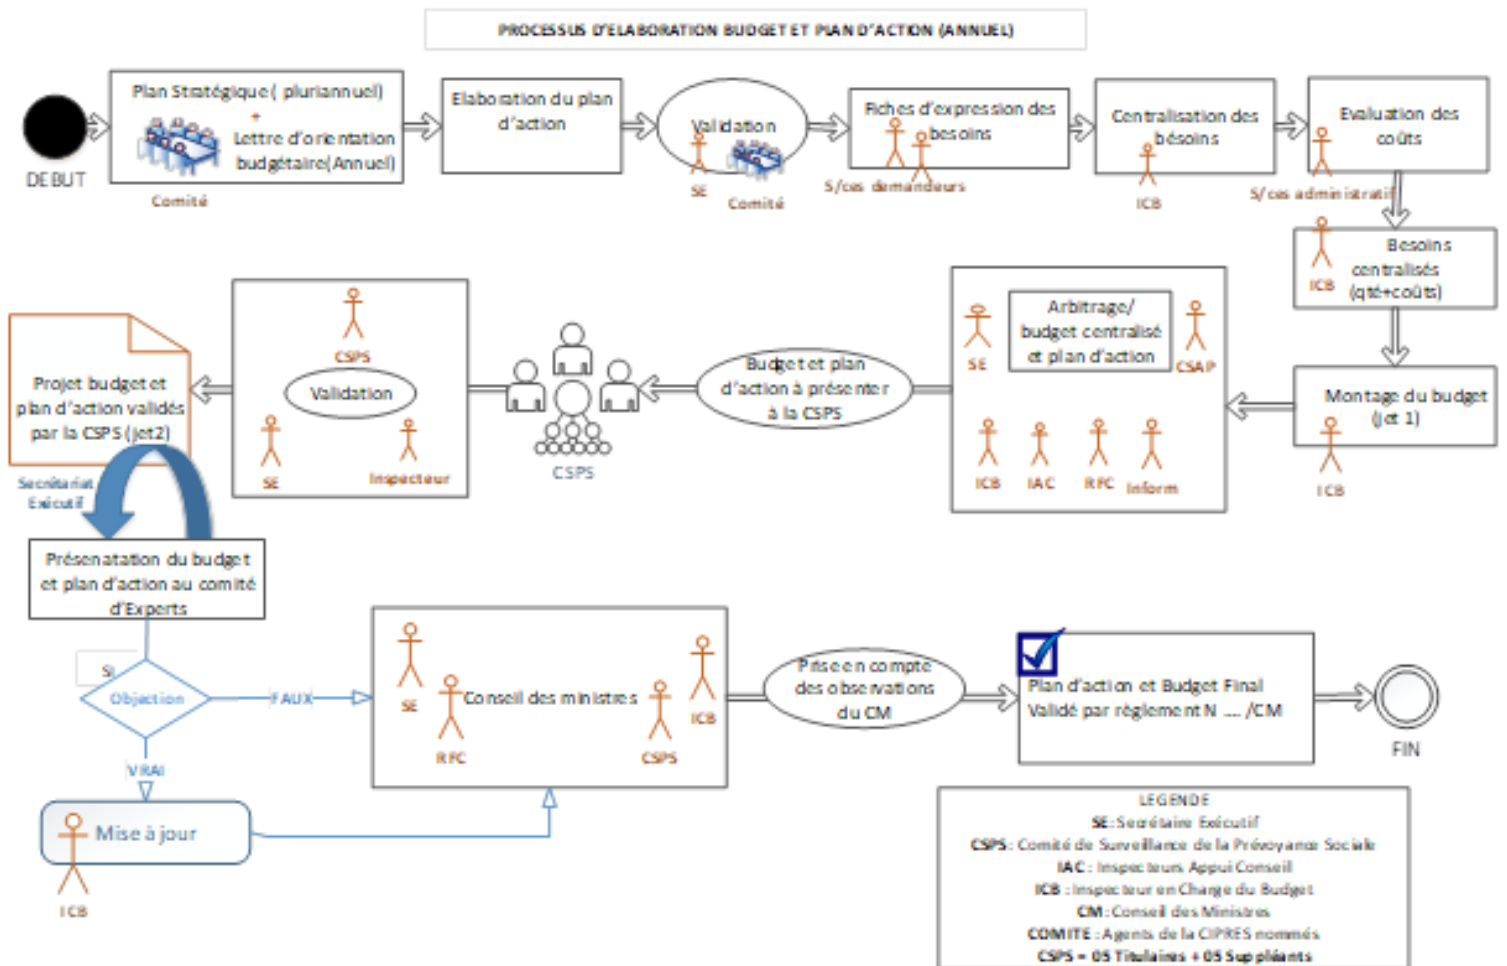 PROCESSUS D'ELABORATION BUDGET ET PLAN D'ACTION (ANNUEL)
DEBUT
Plan Stratégique ( pluriannuel)
+
Lettre d'orientation
budgétaire(Annuel)
Comité
Elaboration du plan
d'action
Validation
SE
Comité
Fiches d'expression des
besoins
S/ces demandeurs
Centralisation des
bésoins
ICB
Evaluation des
coûts
S/ces administratif
Besoins
centralisés
(qté+coûts)
ICB
Montage du budget
(jet 1)
ICB
Arbitrage/
budget centralisé
et plan d'action
SE
CSAP
ICB
IAC
RFC
Inform
Budget et plan
d'action à présenter
à la CSPS
CSPS
CSPS
Validation
SE
Inspecteur
Projet budget et
plan d'action validés
par la CSPS (jet2)
Secrétariat
Exécutif
Présenatation du budget
et plan d'action au comité
d'Experts
Si
Objection
FAUX
VRAI
Mise à jour
ICB
Conseil des ministres
SE
RFC
CSPS
ICB
Prise en compte
des observations
du CM
Plan d'action et Budget Final
Validé par règlement N .... /CM
FIN
LEGENDE
SE : Secrétaire Exécutif
CSPS : Comité de Surveillance de la Prévoyance Sociale
IAC : Inspecteurs Appui Conseil
ICB : Inspecteur en Charge du Budget
CM : Conseil des Ministres
COMITE : Agents de la CIPRES nommés
CSPS = 05 Titulaires + 05 Suppléants